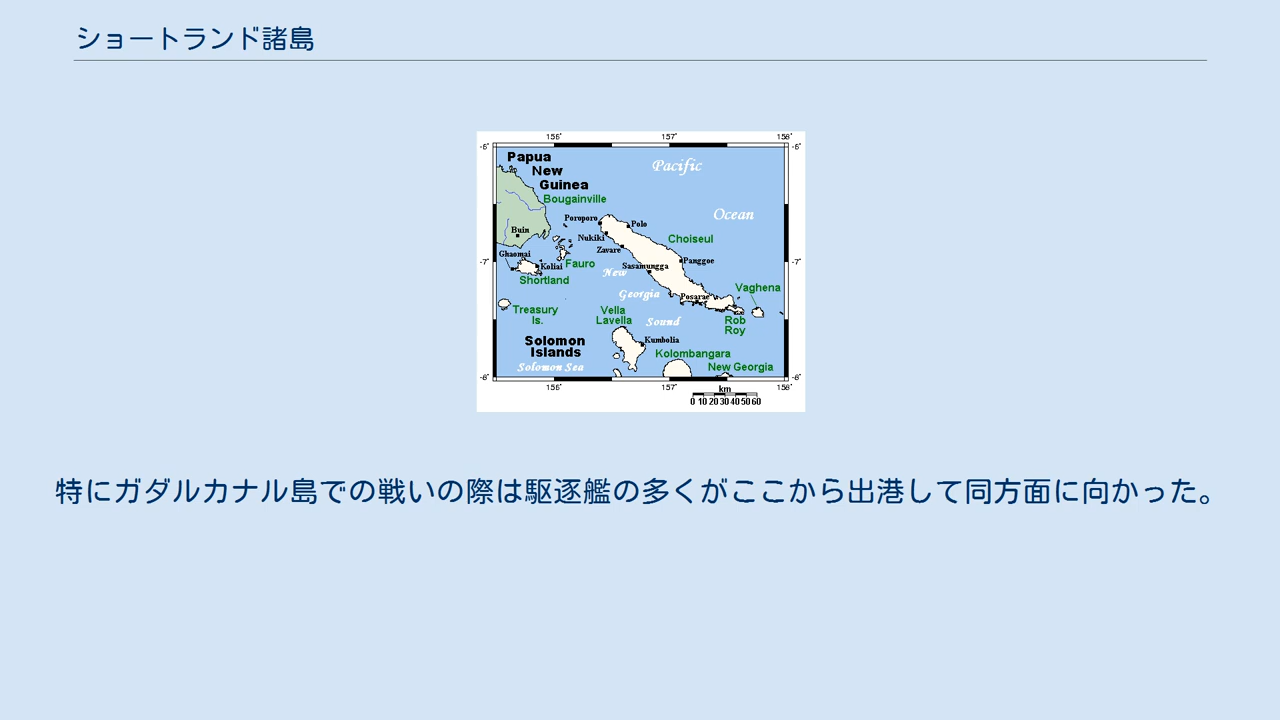 ショートランド諸島
156° 157° 158°
-6° -6°
Papua
New
Guinea
Pacific
Bougainville
Ocean
Poroporo Polo
Buin
Nukiki Choiseul
Zavare
Ghaomai
-7° Koliai Fauro Sasamungga Panggoe -7°
New
Shortland
Vaghena
Georgia Posarae
Treasury
Is.
Vella
Lavella
Sound
Rob
Roy
Solomon
Islands
Kumbolia
Kolombangara
Solomon Sea New Georgia
-8° -8°
156° 157° 158°
km
0 10 20 30 40 50 60
特にガダルカナル島での戦いの際は駆逐艦の多くがここから出港して同方面に向かった。